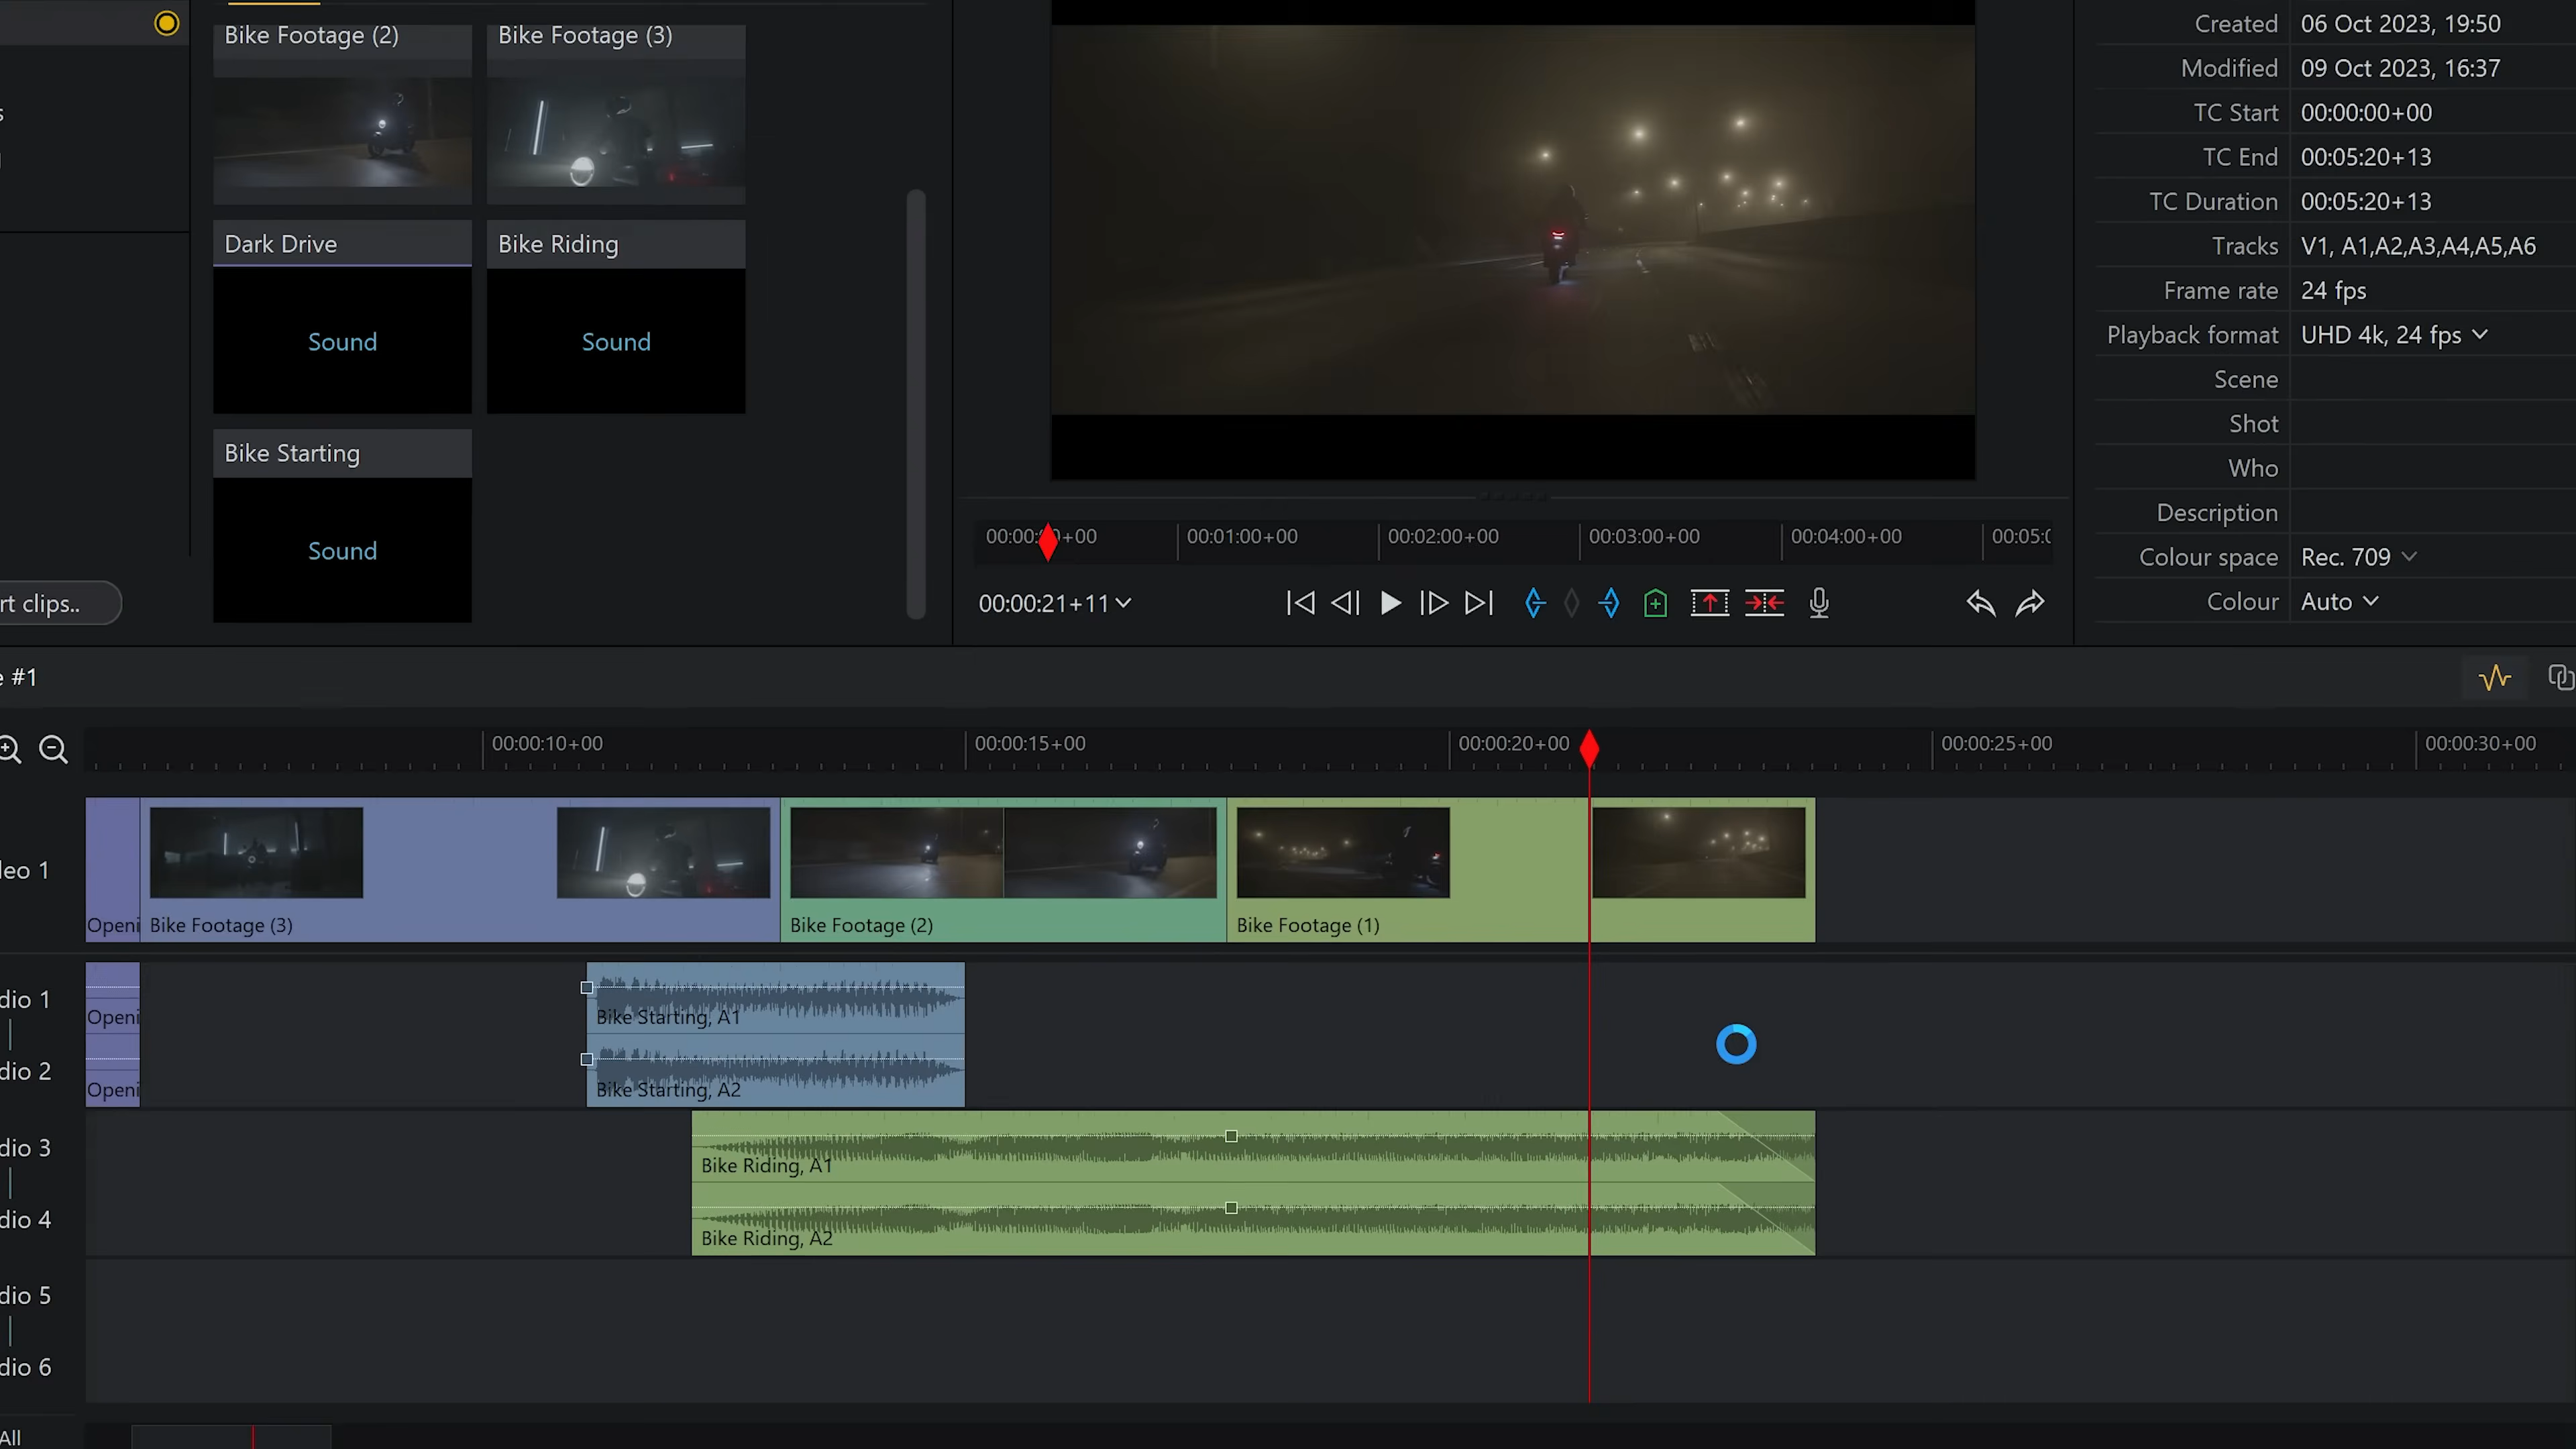 Bike Footage (2)
Bike Footage (3)
Dark Drive
Bike Riding
Sound
Sound
Bike Starting
Sound
rt clips..
00:00:00+00
00:01:00+00
00:02:00+00
00:03:00+00
00:04:00+00
00:05:0
00:00:21+11
Created 06 Oct 2023, 19:50
Modified 09 Oct 2023, 16:37
TC Start 00:00:00+00
TC End 00:05:20+13
TC Duration 00:05:20+13
Tracks V1, A1,A2,A3,A4,A5,A6
Frame rate 24 fps
Playback format UHD 4k, 24 fps
Scene
Shot
Who
Description
Colour space Rec. 709
Colour Auto
e #1
00:00:10+00
00:00:15+00
00:00:20+00
00:00:25+00
00:00:30+00
deo 1
Openi
Bike Footage (3)
Bike Footage (2)
Bike Footage (1)
dio 1
Openi
Bike Starting, A1
dio 2
Openi
Bike Starting, A2
dio 3
Bike Riding, A1
dio 4
Bike Riding, A2
dio 5
dio 6
All